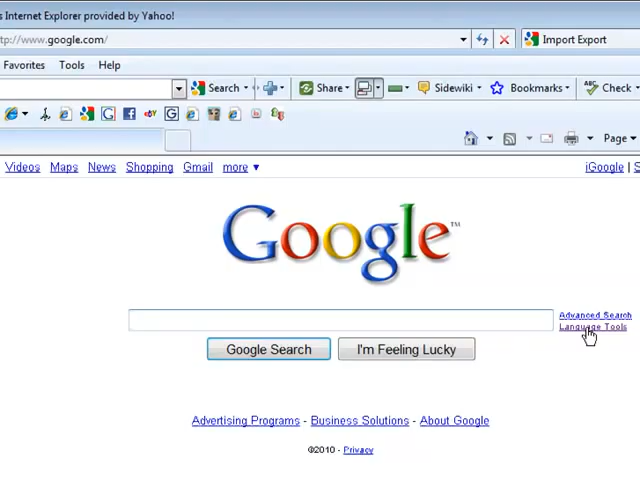 s Internet Explorer provided by Yahoo!
tp://www.google.com/
Import Export
Favorites Tools Help
Search Share Sidewiki Bookmarks Check
Page
Videos Maps News Shopping Gmail more ▼ iGoogle | S
Google™
Advanced Search
Language Tools
Google Search I'm Feeling Lucky
Advertising Programs - Business Solutions - About Google
©2010 - Privacy